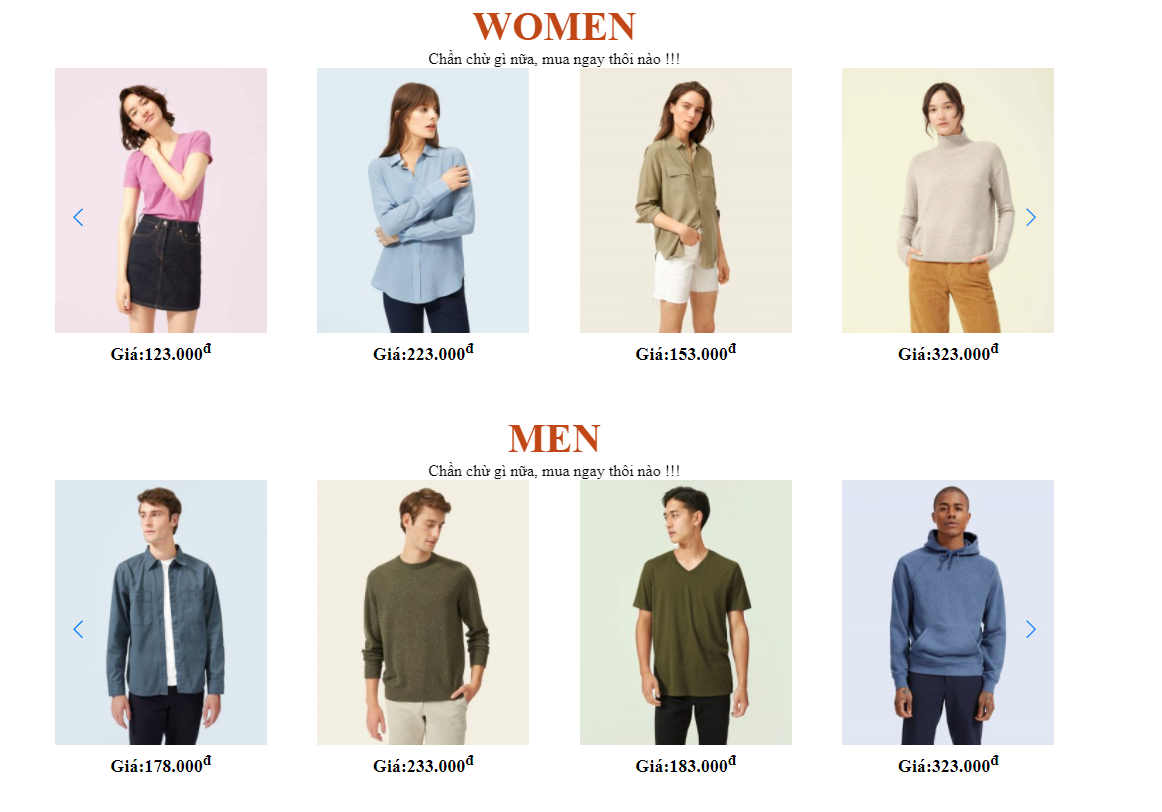 WOMEN
Chần chừ gì nữa, mua ngay thôi nào !!!
Giá:123.000đ
Giá:223.000đ
Giá:153.000đ
Giá:323.000đ
MEN
Chần chừ gì nữa, mua ngay thôi nào !!!
Giá:178.000đ
Giá:233.000đ
Giá:183.000đ
Giá:323.000đ